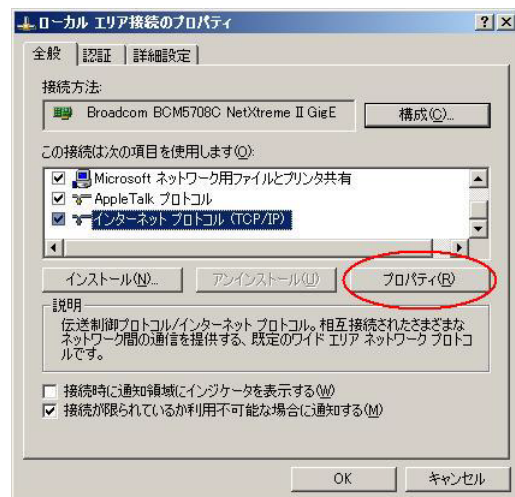 ローカル エリア接続のプロパティ
全般 認証 詳細設定
接続方法:
Broadcom BCM5708C NetXtreme II GigE 構成(C)...
この接続は次の項目を使用します(O):
Microsoft ネットワーク用ファイルとプリンタ共有
AppleTalk プロトコル
インターネット プロトコル (TCP/IP)
インストール(N)... アンインストール(U) プロパティ(R)
説明
伝送制御プロトコル/インターネット プロトコル。相互接続されたさまざまな
ネットワーク間の通信を提供する、既定のワイド エリア ネットワーク プロトコ
ルです。
接続時に通知領域にインジケータを表示する(W)
接続が限られているか利用不可能な場合に通知する(M)
OK キャンセル